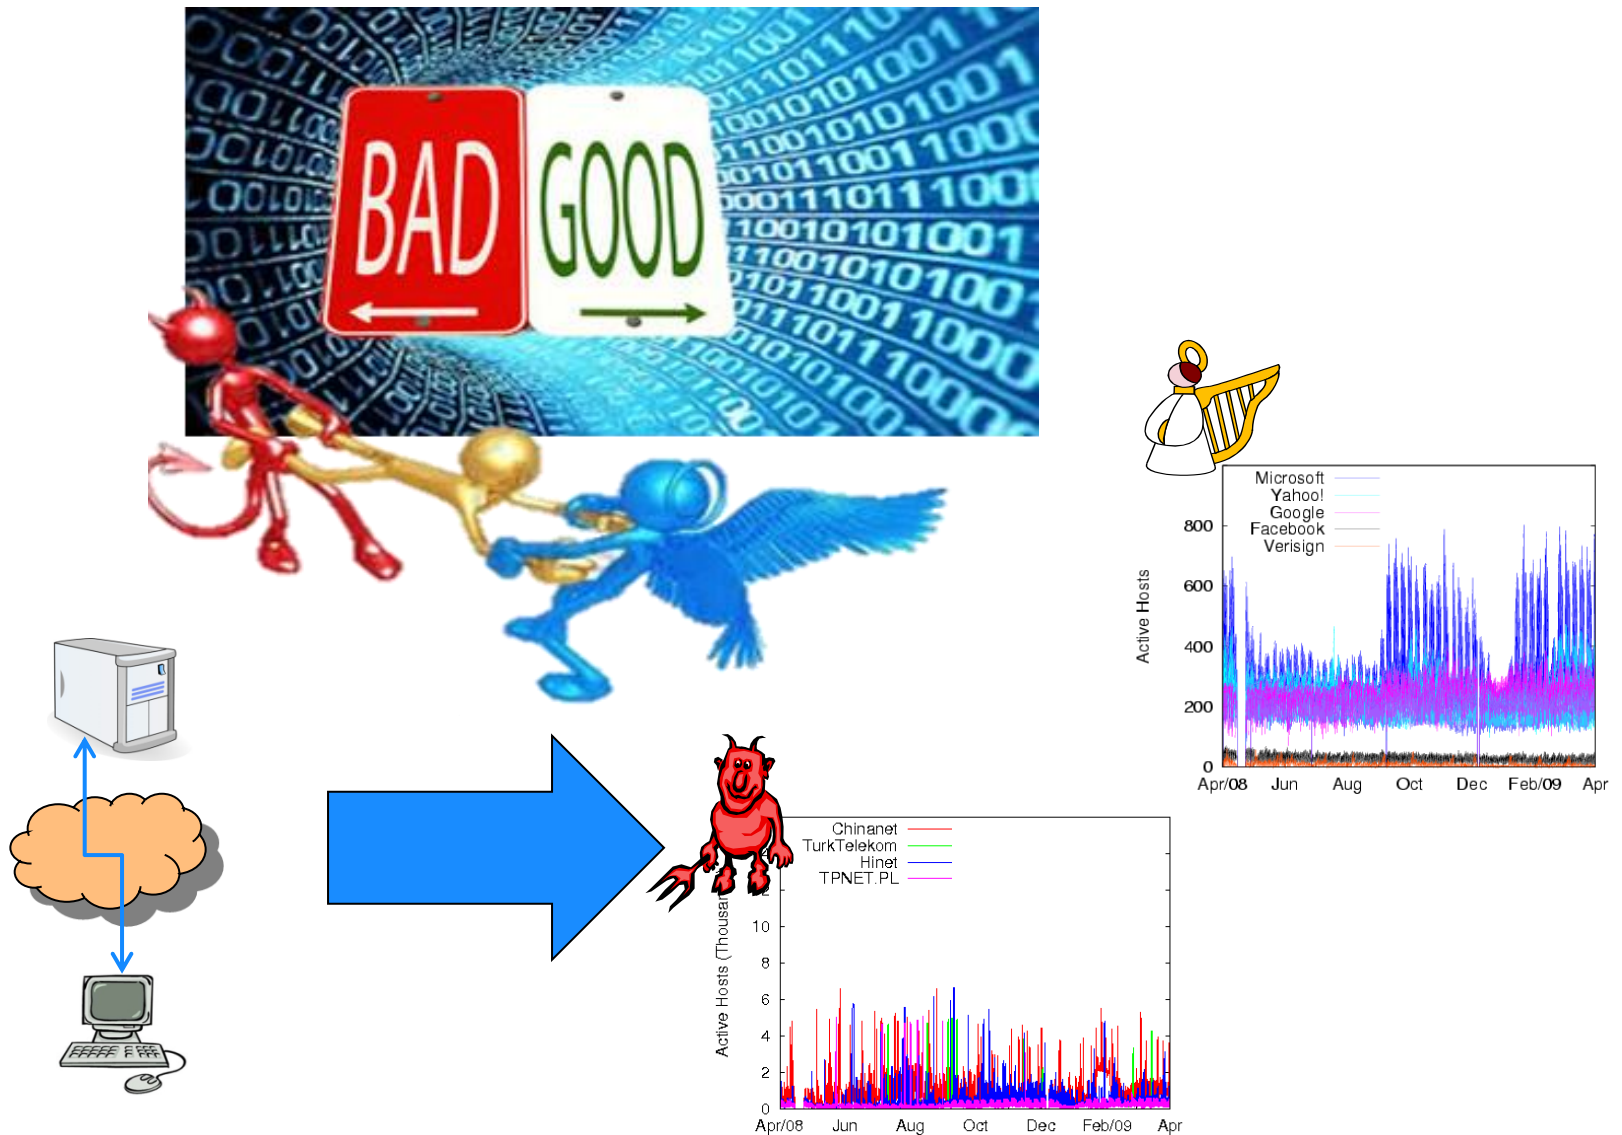 BAD GOOD
Microsoft
Yahoo!
Google
Facebook
Verisign
800
600
400
200
0
Active Hosts
Apr/08 Jun Aug Oct Dec Feb/09 Apr
Chinanet
TurkTelekom
Hinet
TPNET.PL
10
8
6
4
2
0
Active Hosts
Apr/08 Jun Aug Oct Dec Feb/09 Apr